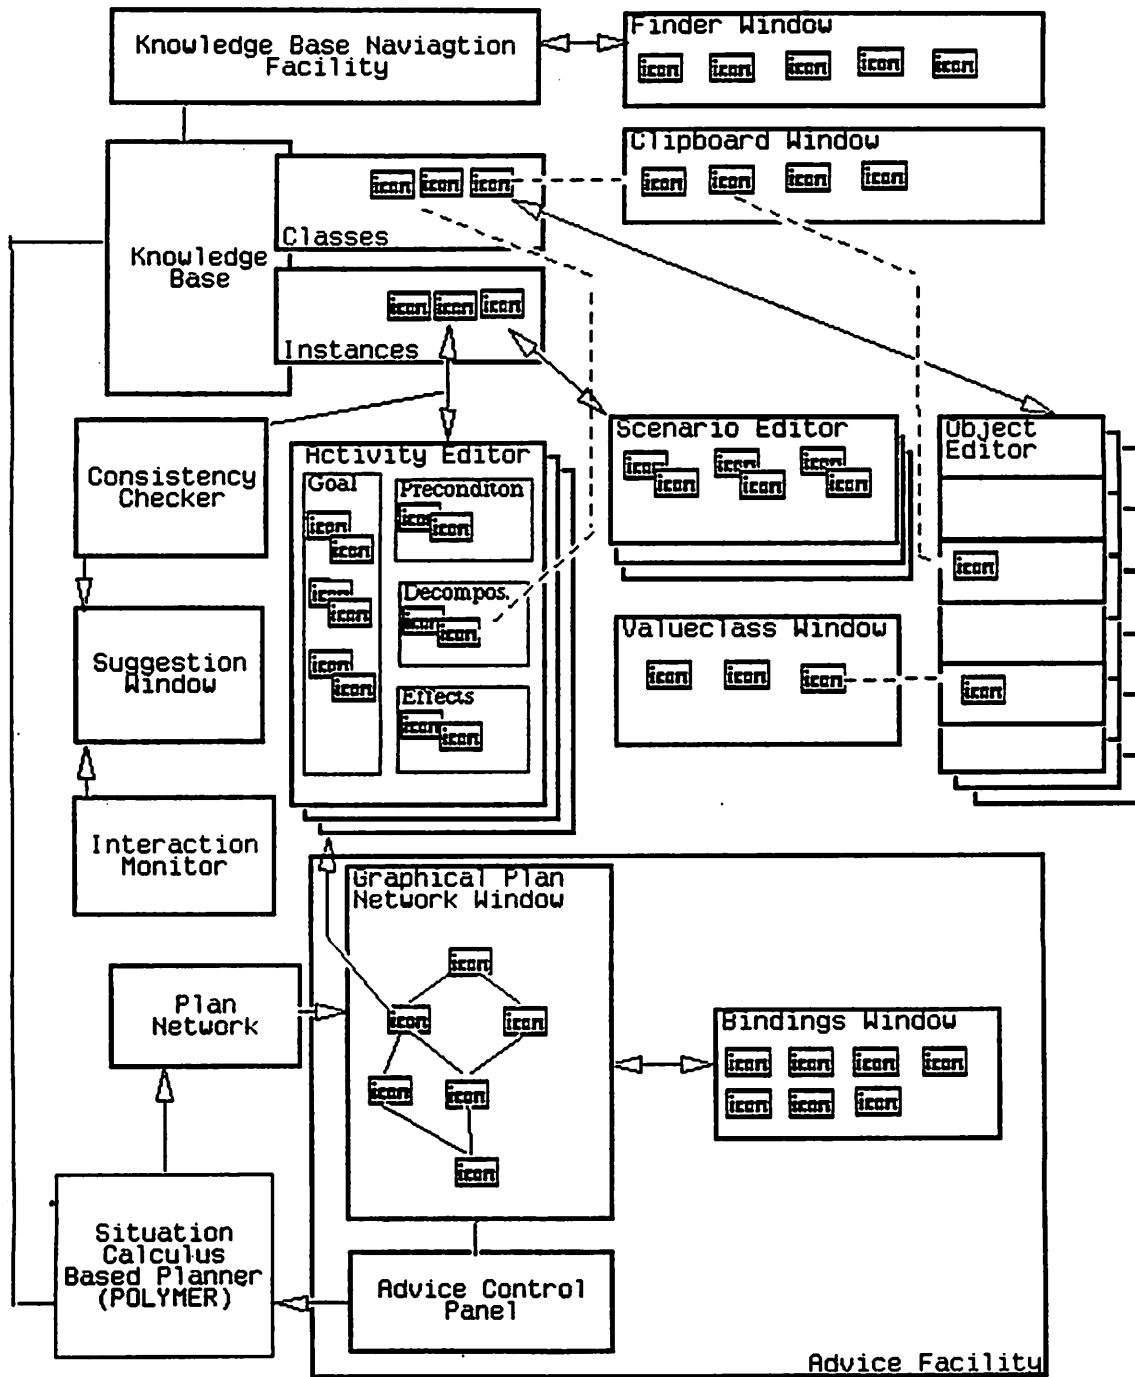 Knowledge Base Naviagtion
Facility
Finder Window
icon icon icon icon icon
Clipboard Window
icon icon icon icon
icon icon icon
Classes
Knowledge
Base
icon icon icon
Instances
Consistency
Checker
Activity Editor
Goal
icon
icon
icon
icon
icon
icon
Preconditon
icon
icon
Decompos.
icon
icon
Effects
icon
icon
Scenario Editor
icon icon icon
icon icon icon
Object
Editor
icon
icon
Valueclass Window
icon icon icon
Suggestion
Window
Interaction
Monitor
Graphical Plan
Network Window
icon
icon icon
icon icon
icon
Plan
Network
Bindings Window
icon icon icon icon
icon icon icon
Situation
Calculus
Based Planner
(POLYMER)
Advice Control
Panel
Advice Facility